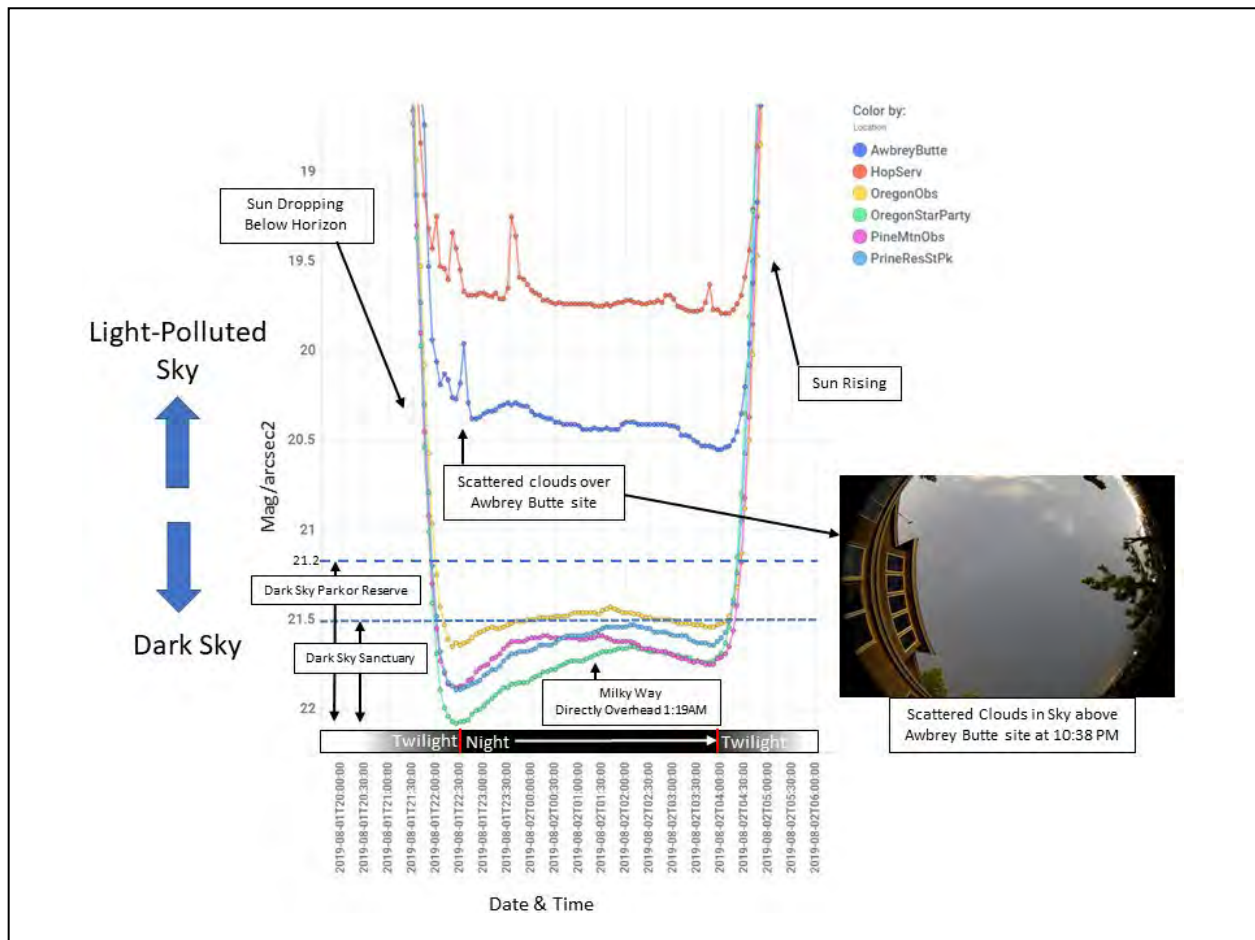 Color by:
Location
AwbreyButte
HopServ
OregonObs
OregonStarParty
PineMtnObs
PrineResStPk
Sun Dropping
Below Horizon
19
19.5
20
20.5
21
21.2
21.5
22
Mag/arcsec2
Light-Polluted
Sky
Dark Sky
Sun Rising
Scattered clouds over
Awbrey Butte site
Dark Sky Park or Reserve
Dark Sky Sanctuary
Milky Way
Directly Overhead 1:19AM
Scattered Clouds in Sky above
Awbrey Butte site at 10:38 PM
Twilight
Night
Twilight
2019-08-01T20:00:00
2019-08-01T20:30:00
2019-08-01T21:00:00
2019-08-01T21:30:00
2019-08-01T22:00:00
2019-08-01T22:30:00
2019-08-01T23:00:00
2019-08-01T23:30:00
2019-08-02T00:00:00
2019-08-02T00:30:00
2019-08-02T01:00:00
2019-08-02T01:30:00
2019-08-02T02:00:00
2019-08-02T02:30:00
2019-08-02T03:00:00
2019-08-02T03:30:00
2019-08-02T04:00:00
2019-08-02T04:30:00
2019-08-02T05:00:00
2019-08-02T05:30:00
2019-08-02T06:00:00
Date & Time